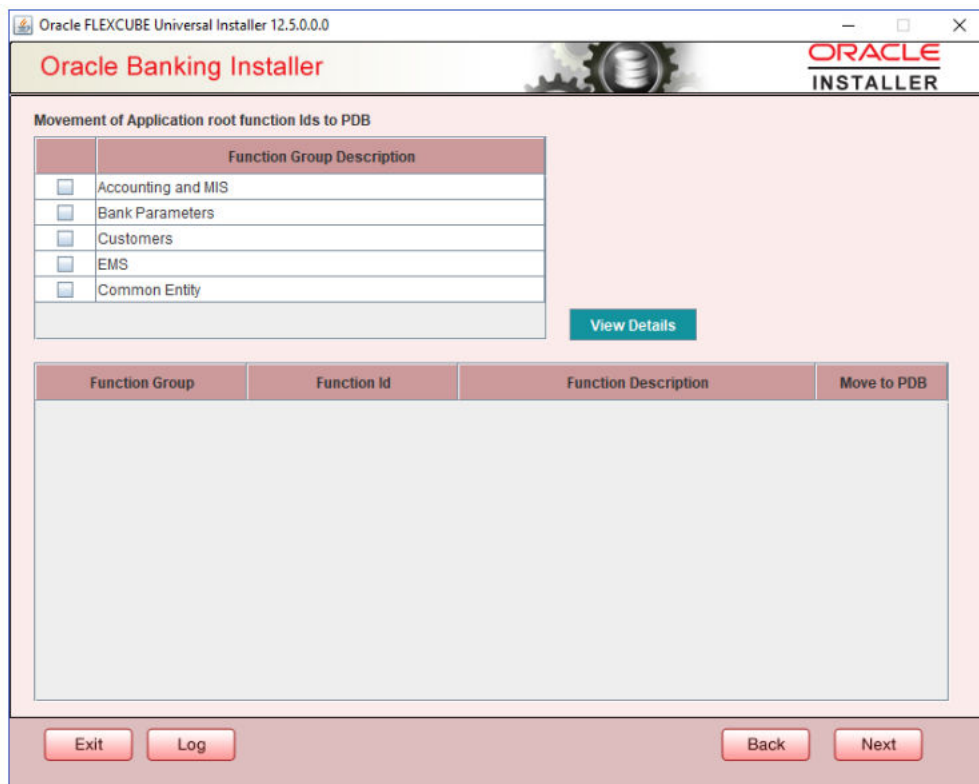 Oracle FLEXCUBE Universal Installer 12.5.0.0.0
Oracle Banking Installer
ORACLE
INSTALLER
Movement of Application root function Ids to PDB
Function Group Description
Accounting and MIS
Bank Parameters
Customers
EMS
Common Entity
View Details
Function Group Function Id Function Description Move to PDB
Exit Log Back Next